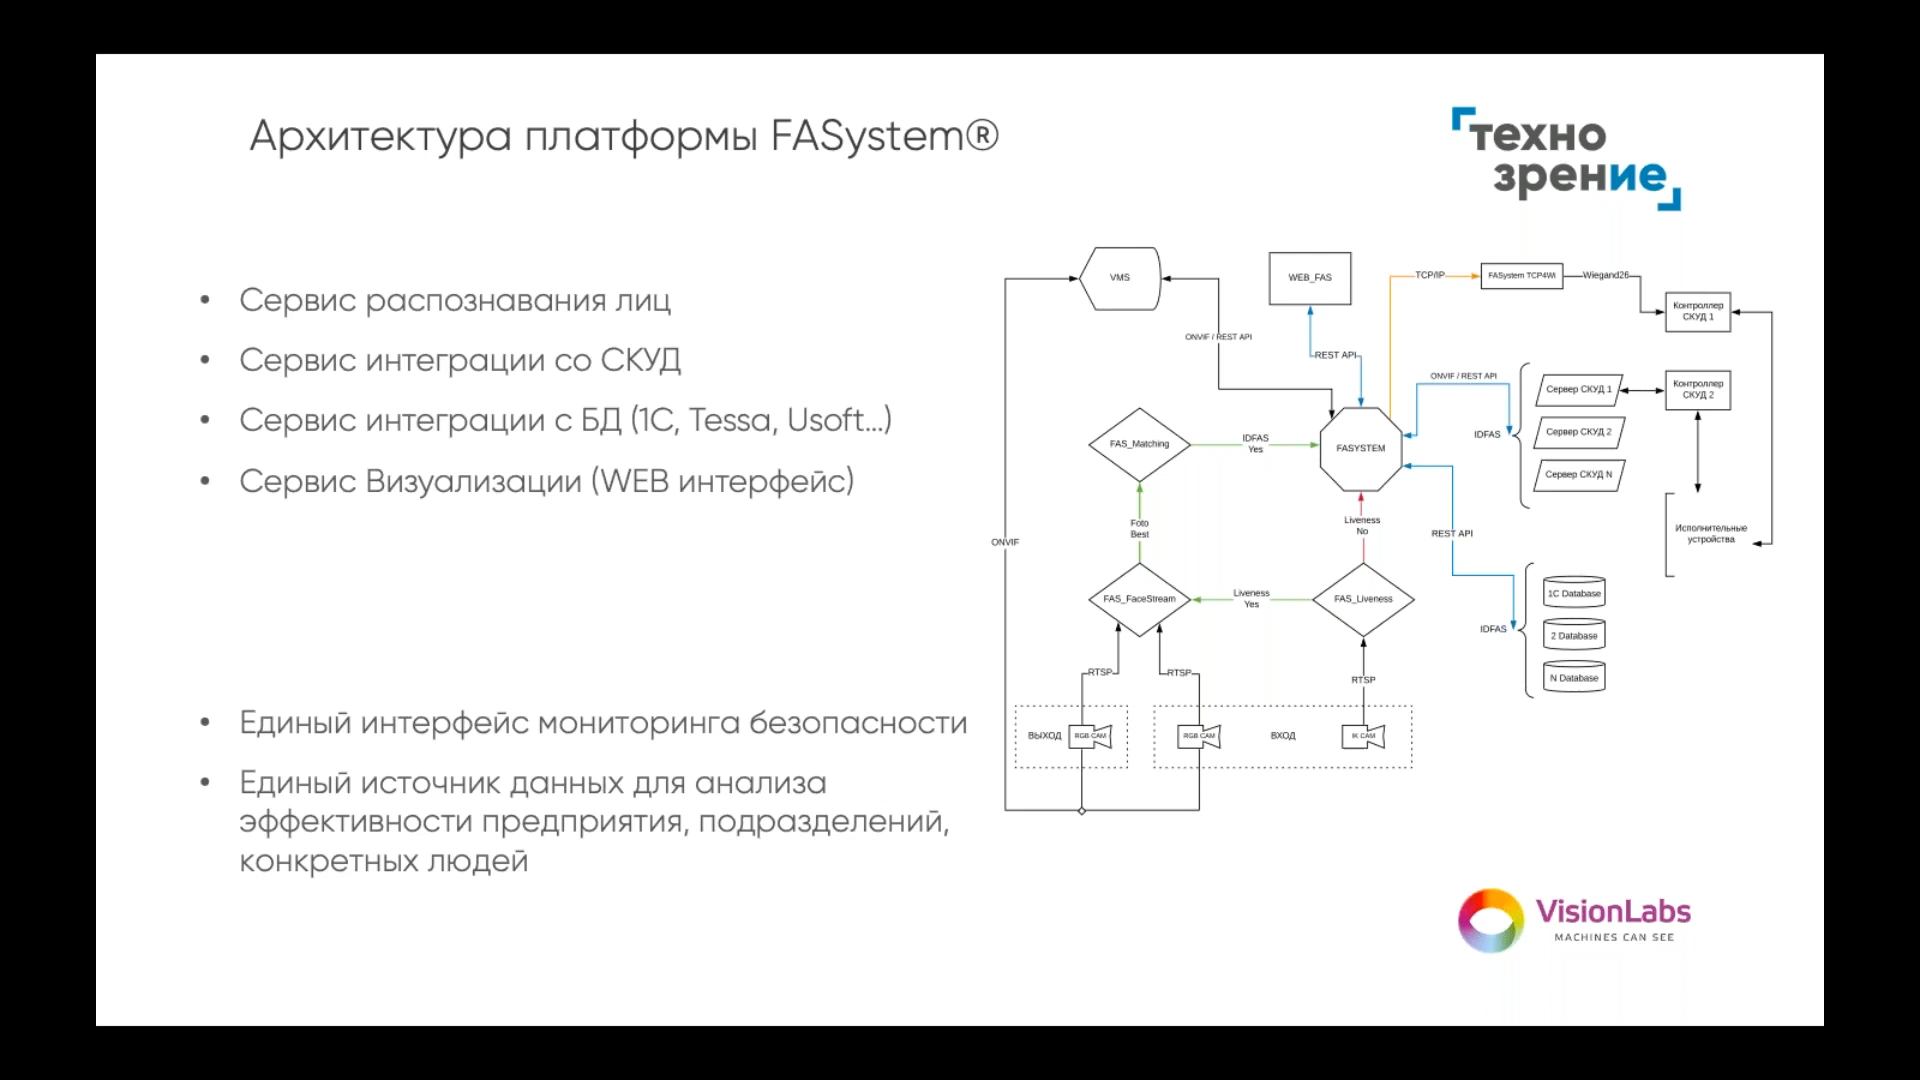 Архитектура платформы FASystem®
техно
зрение
• Сервис распознавания лиц
• Сервис интеграции со СКУД
• Сервис интеграции с БД (1С, Tessa, Usoft...)
• Сервис Визуализации (WEB интерфейс)
• Единый интерфейс мониторинга безопасности
• Единый источник данных для анализа
эффективности предприятия, подразделений,
конкретных людей
VMS
WEB_FAS
TCP/IP
FASystem TCP4Wi
Wiegand26
Контроллер
СКУД 1
ONVIF / REST API
REST API
ONVIF / REST API
Сервер СКУД 1
Контроллер
СКУД 2
Сервер СКУД 2
IDFAS
Сервер СКУД N
FAS_Matching
IDFAS
Yes
FASYSTEM
Foto
Best
Liveness
No
REST API
Исполнительные
устройства
ONVIF
FAS_FaceStream
Liveness
Yes
FAS_Liveness
1C Database
IDFAS
2 Database
N Database
RTSP
RTSP
RTSP
ВЫХОД
RGB CAM
RGB CAM
ВХОД
IK CAM
VisionLabs
MACHINES CAN SEE